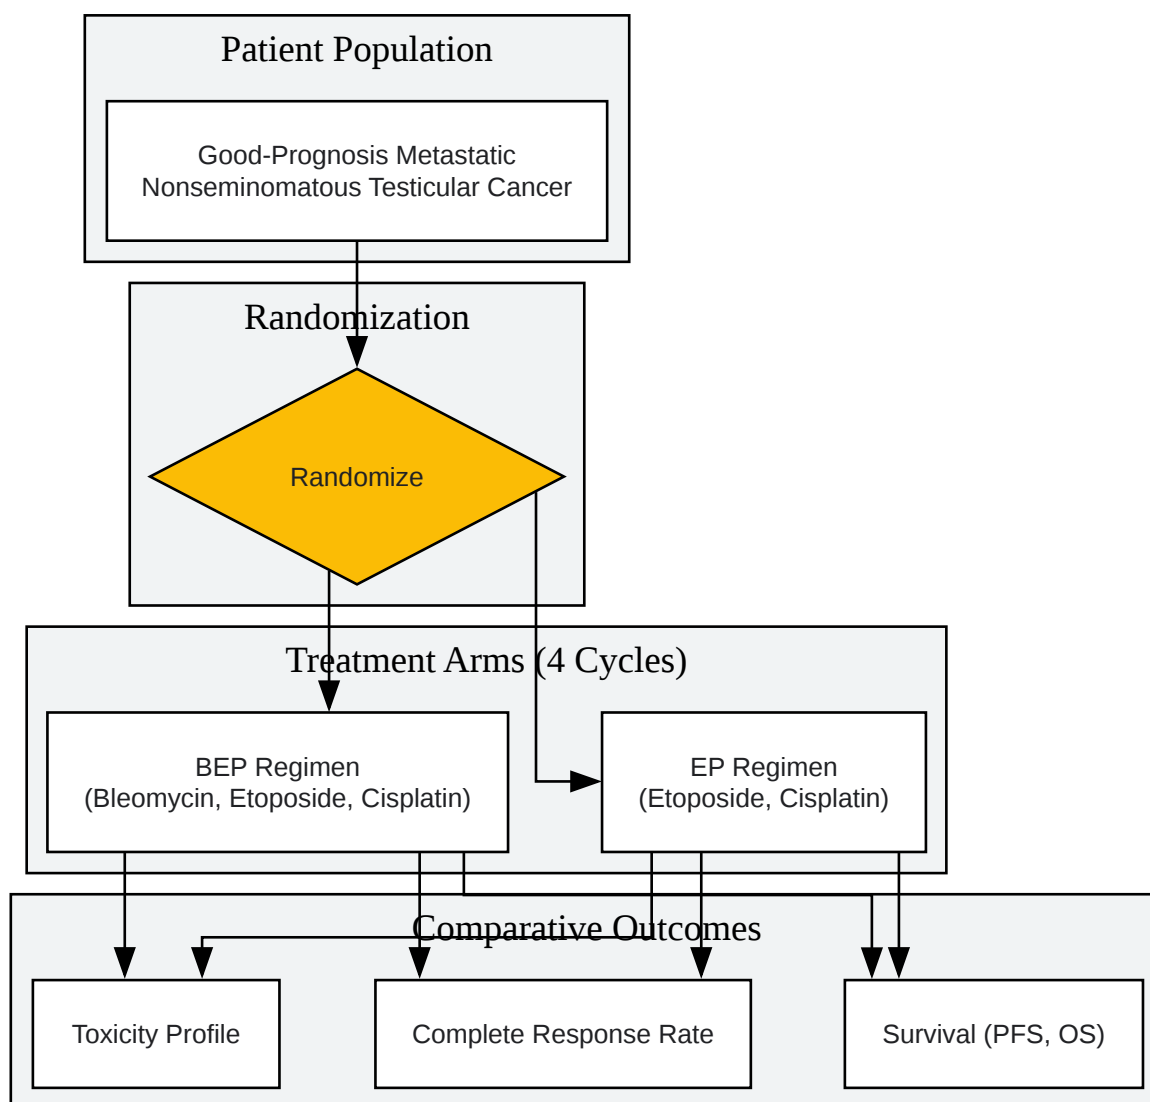 Patient Population
Good-Prognosis Metastatic
Nonseminomatous Testicular Cancer
Randomization
Randomize
Treatment Arms (4 Cycles)
BEP Regimen
(Bleomycin, Etoposide, Cisplatin)
EP Regimen
(Etoposide, Cisplatin)
Comparative Outcomes
Toxicity Profile
Complete Response Rate
Survival (PFS, OS)